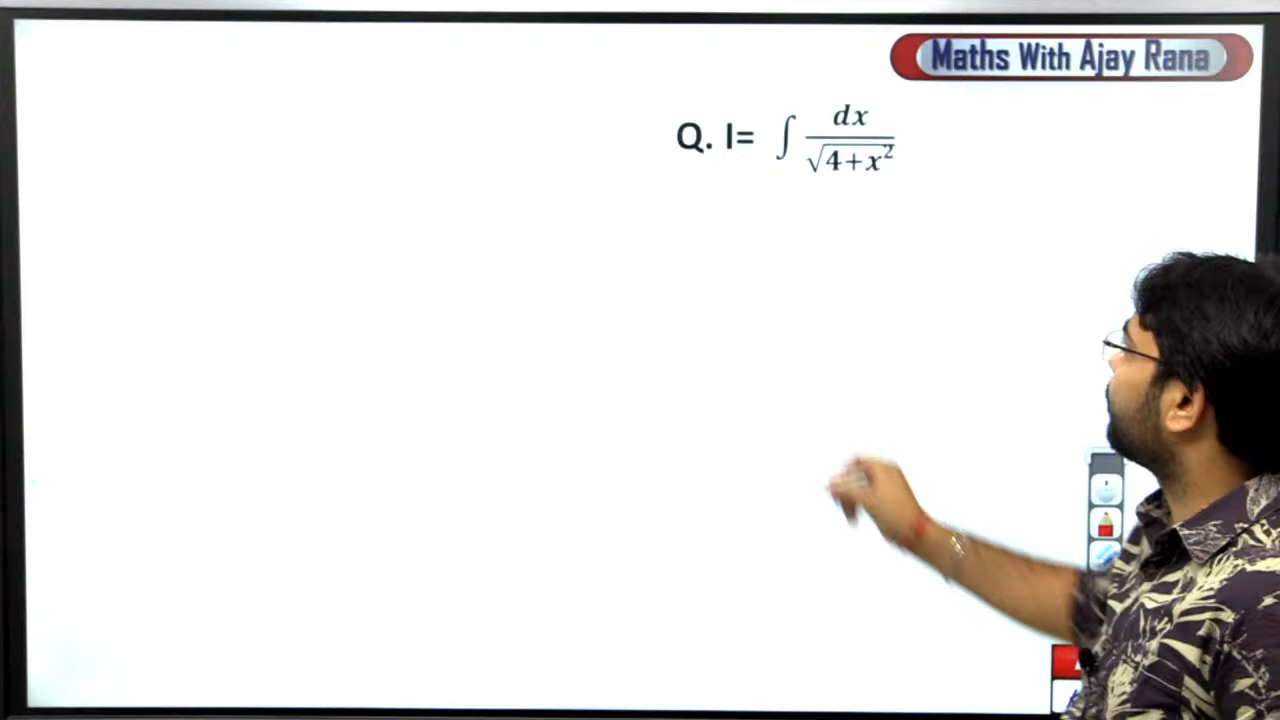 Maths With Ajay Rana
Q. I= ∫ dx / √4+x²